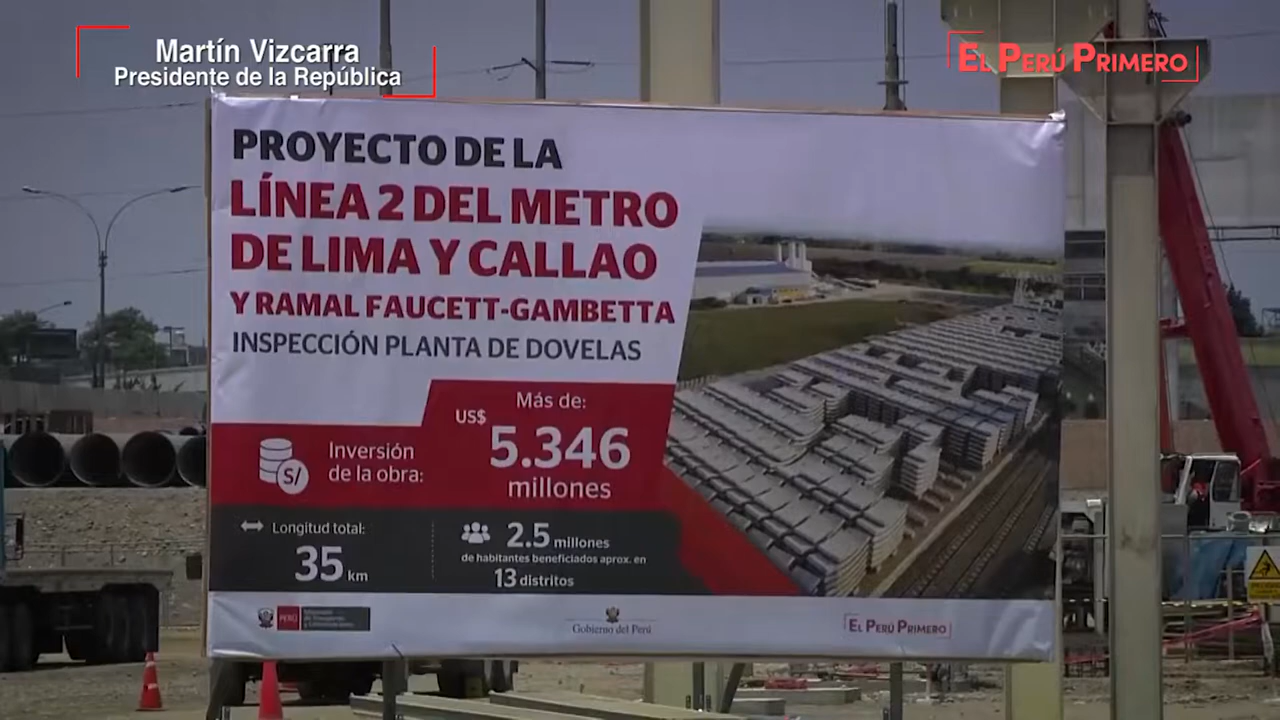 Martín Vizcarra
Presidente de la República
EL PERÚ PRIMERO
PROYECTO DE LA
LÍNEA 2 DEL METRO
DE LIMA Y CALLAO
Y RAMAL FAUCETT-GAMBETTA
INSPECCIÓN PLANTA DE DOVELAS
Más de:
US$
5.346
millones
S/
Inversión
de la obra:
Longitud total:
35 km
2.5 millones
de habitantes beneficiados aprox. en
13 distritos
PERÚ
Gobierno del Perú
EL PERÚ PRIMERO